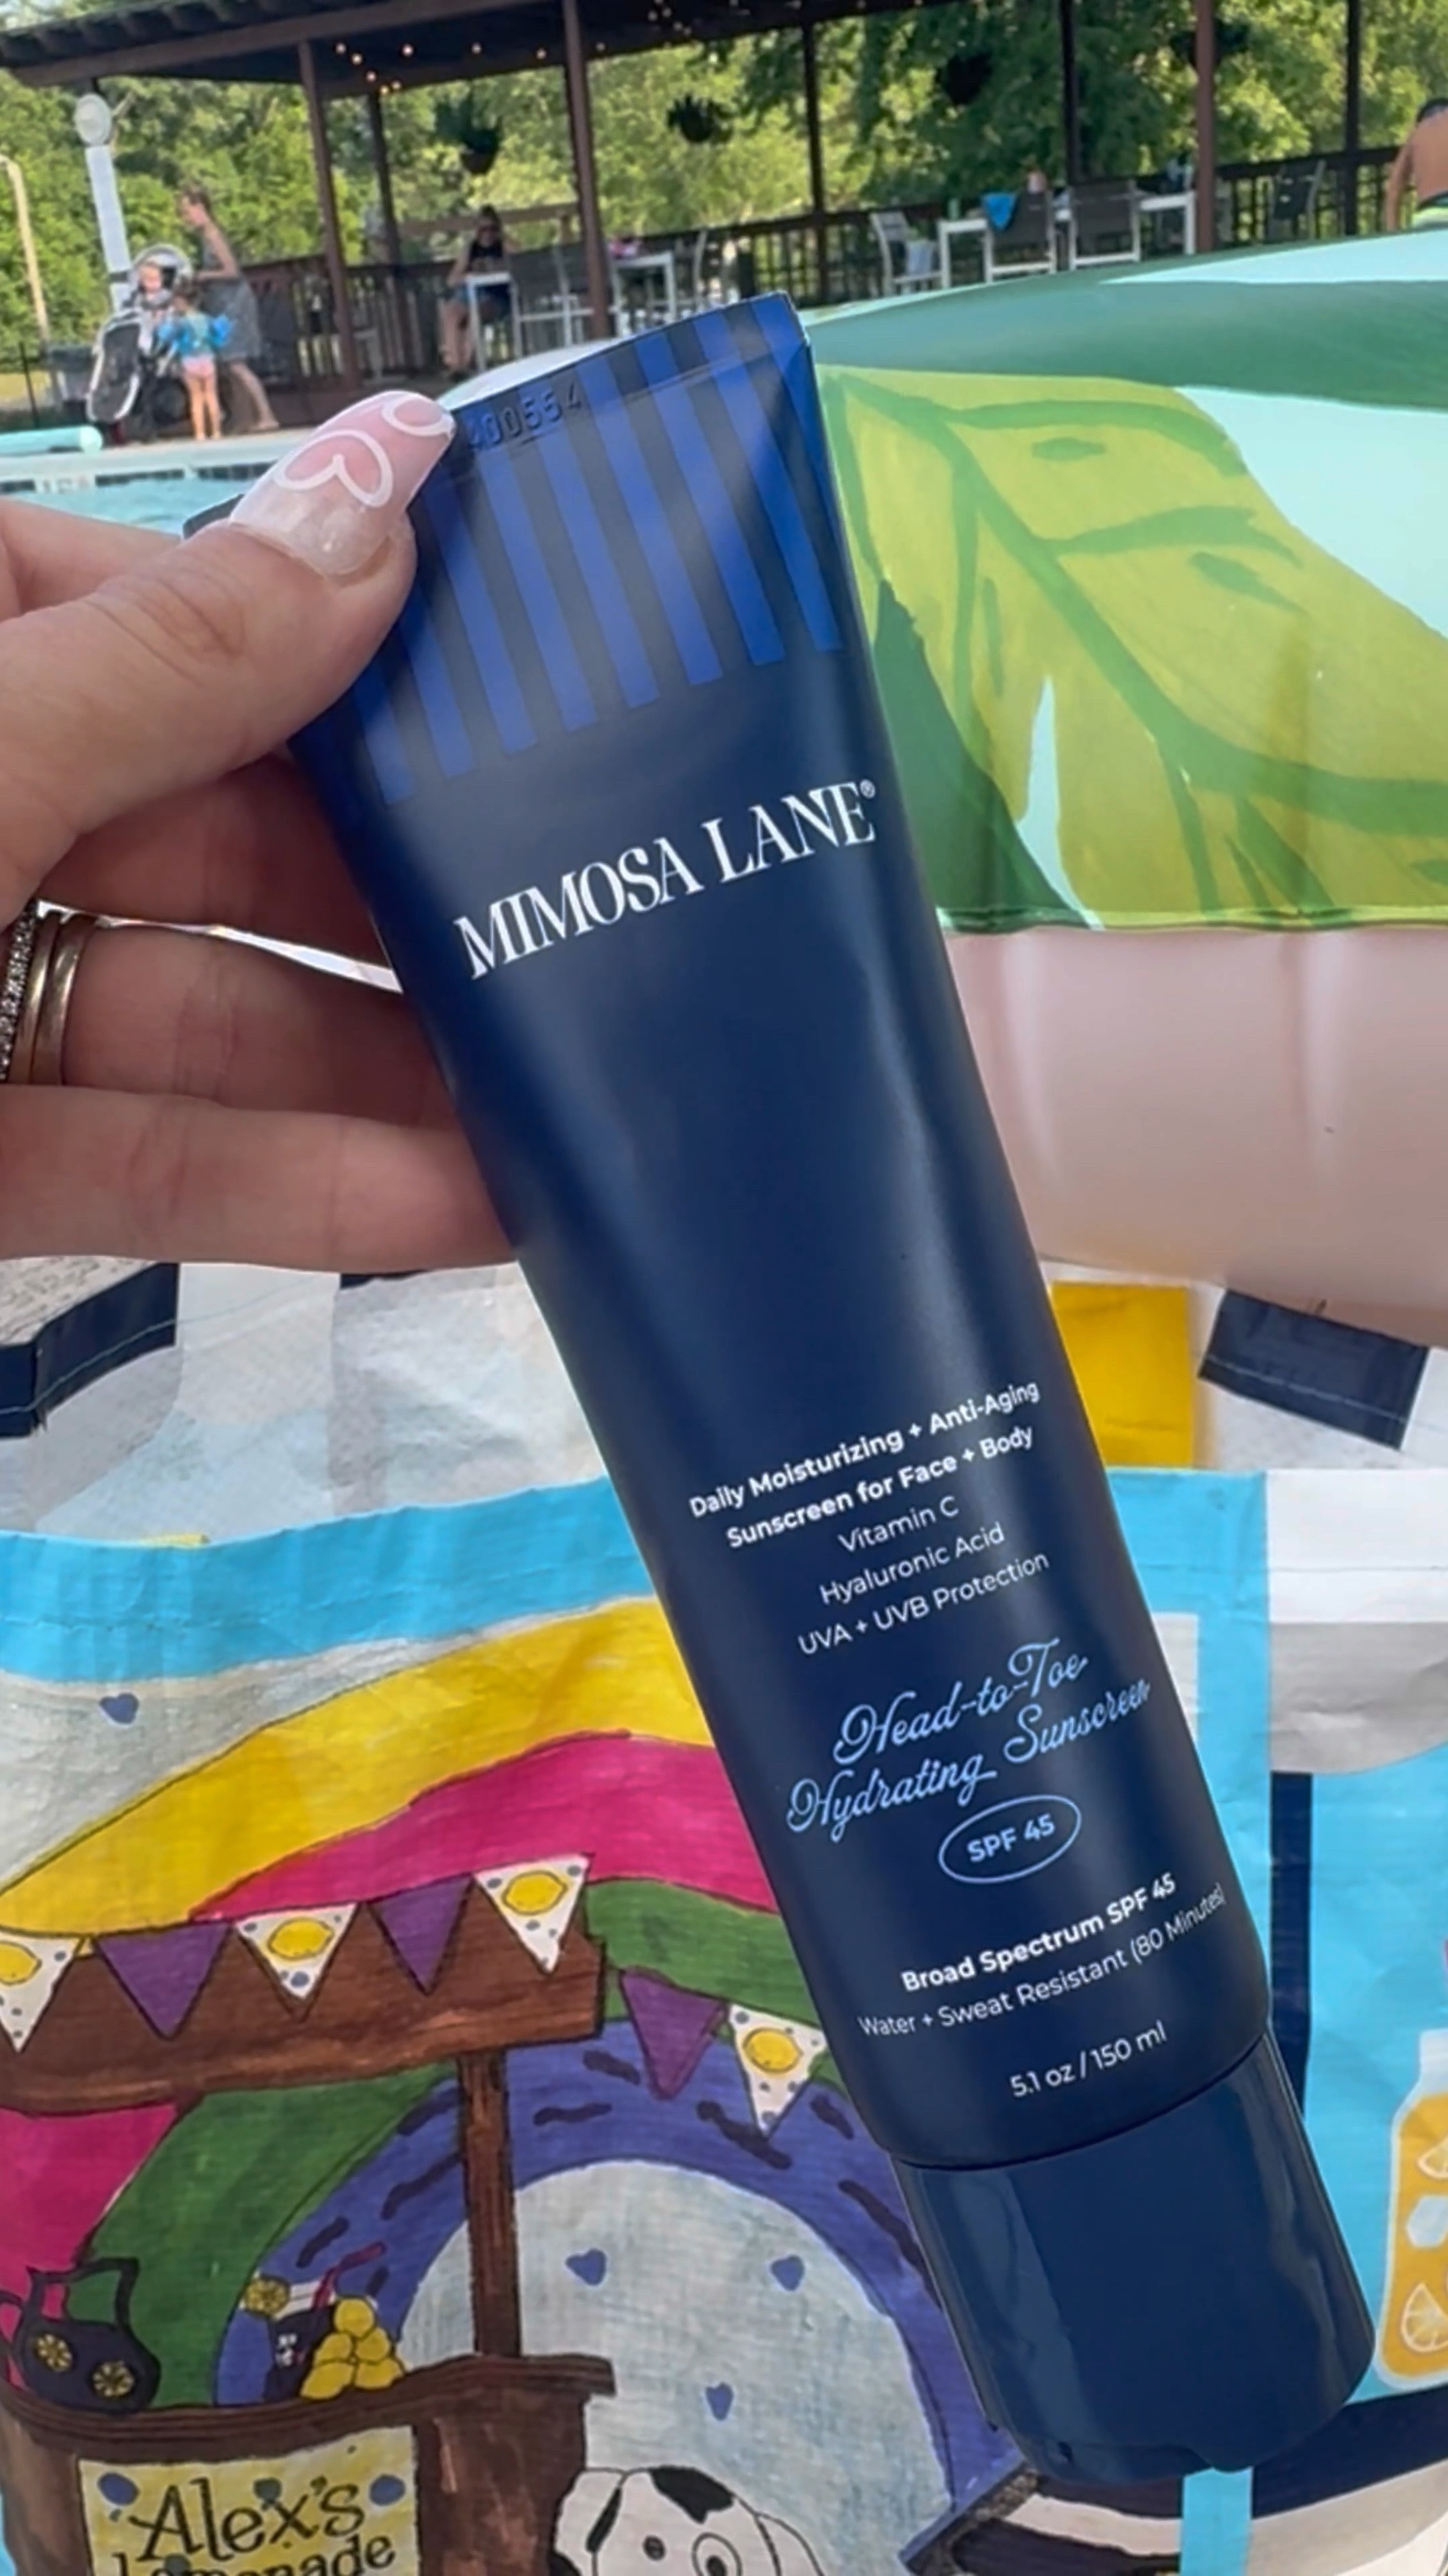 400554
MIMOSA LANE®
Daily Moisturizing + Anti-Aging
Sunscreen for Face + Body
Vitamin C
Hyaluronic Acid
UVA + UVB Protection
Head-to-Toe
Hydrating Sunscreen
SPF 45
Broad Spectrum SPF 45
Water + Sweat Resistant (80 Minutes)
5.1 oz / 150 ml
Alex's
Lemonade